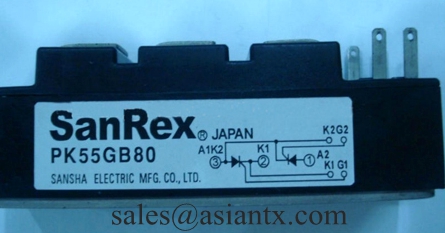 SanRex® JAPAN
PK55GB80
SANSHA ELECTRIC MFG. CO., LTD.
K2G2
A1K2 K1 A2
③ ② ①
K1 G1
sales@asiantx.com